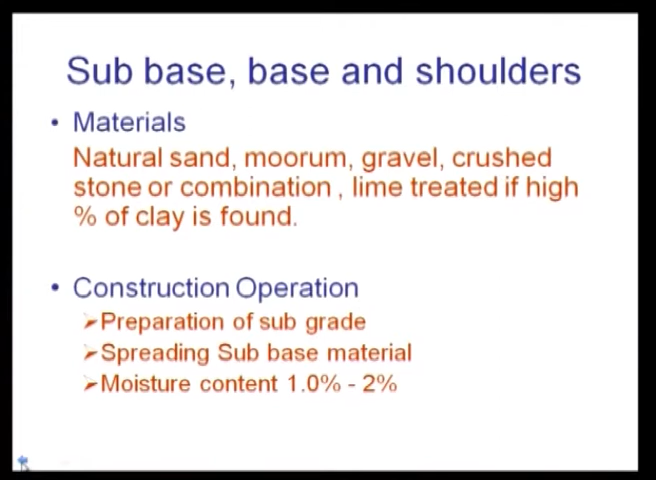 Sub base, base and shoulders
• Materials
Natural sand, moorum, gravel, crushed
stone or combination , lime treated if high
% of clay is found.
• Construction Operation
➢Preparation of sub grade
➢Spreading Sub base material
➢Moisture content 1.0% - 2%